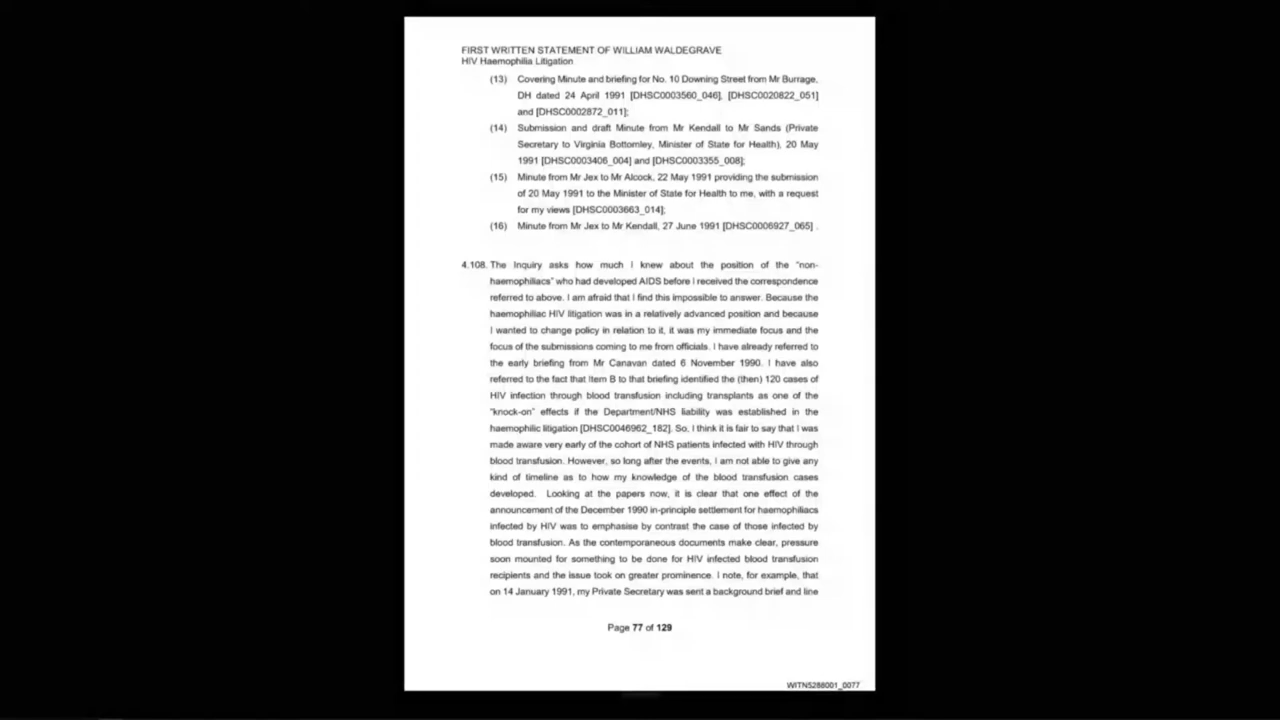 FIRST WRITTEN STATEMENT OF WILLIAM WALDEGRAVE
HIV Haemophilia Litigation
(13) Covering Minute and briefing for No. 10 Downing Street from Mr Burrage,
DH dated 24 April 1991 [DHSC0003560_046], [DHSC0020822_051]
and [DHSC0002872_011];
(14) Submission and draft Minute from Mr Kendall to Mr Sands (Private
Secretary to Virginia Bottomley, Minister of State for Health), 20 May
1991 [DHSC0003406_004] and [DHSC0003355_008];
(15) Minute from Mr Jex to Mr Alcock, 22 May 1991 providing the submission
of 20 May 1991 to the Minister of State for Health to me, with a request
for my views [DHSC0003663_014];
(16) Minute from Mr Jex to Mr Kendall, 27 June 1991 [DHSC0006927_065] .
4.108. The Inquiry asks how much I knew about the position of the “non-
haemophiliacs” who had developed AIDS before I received the correspondence
referred to above. I am afraid that I find this impossible to answer. Because the
haemophiliac HIV litigation was in a relatively advanced position and because
I wanted to change policy in relation to it, it was my immediate focus and the
focus of the submissions coming to me from officials. I have already referred to
the early briefing from Mr Canavan dated 6 November 1990. I have also
referred to the fact that Item B to that briefing identified the (then) 120 cases of
HIV infection through blood transfusion including transplants as one of the
“knock-on” effects if the Department/NHS liability was established in the
haemophilic litigation [DHSC0046962_182]. So, I think it is fair to say that I was
made aware very early of the cohort of NHS patients infected with HIV through
blood transfusion. However, so long after the events, I am not able to give any
kind of timeline as to how my knowledge of the blood transfusion cases
developed. Looking at the papers now, it is clear that one effect of the
announcement of the December 1990 in-principle settlement for haemophiliacs
infected by HIV was to emphasise by contrast the case of those infected by
blood transfusion. As the contemporaneous documents make clear, pressure
soon mounted for something to be done for HIV infected blood transfusion
recipients and the issue took on greater prominence. I note, for example, that
on 14 January 1991, my Private Secretary was sent a background brief and line
Page 77 of 129
WITN5288001_0077